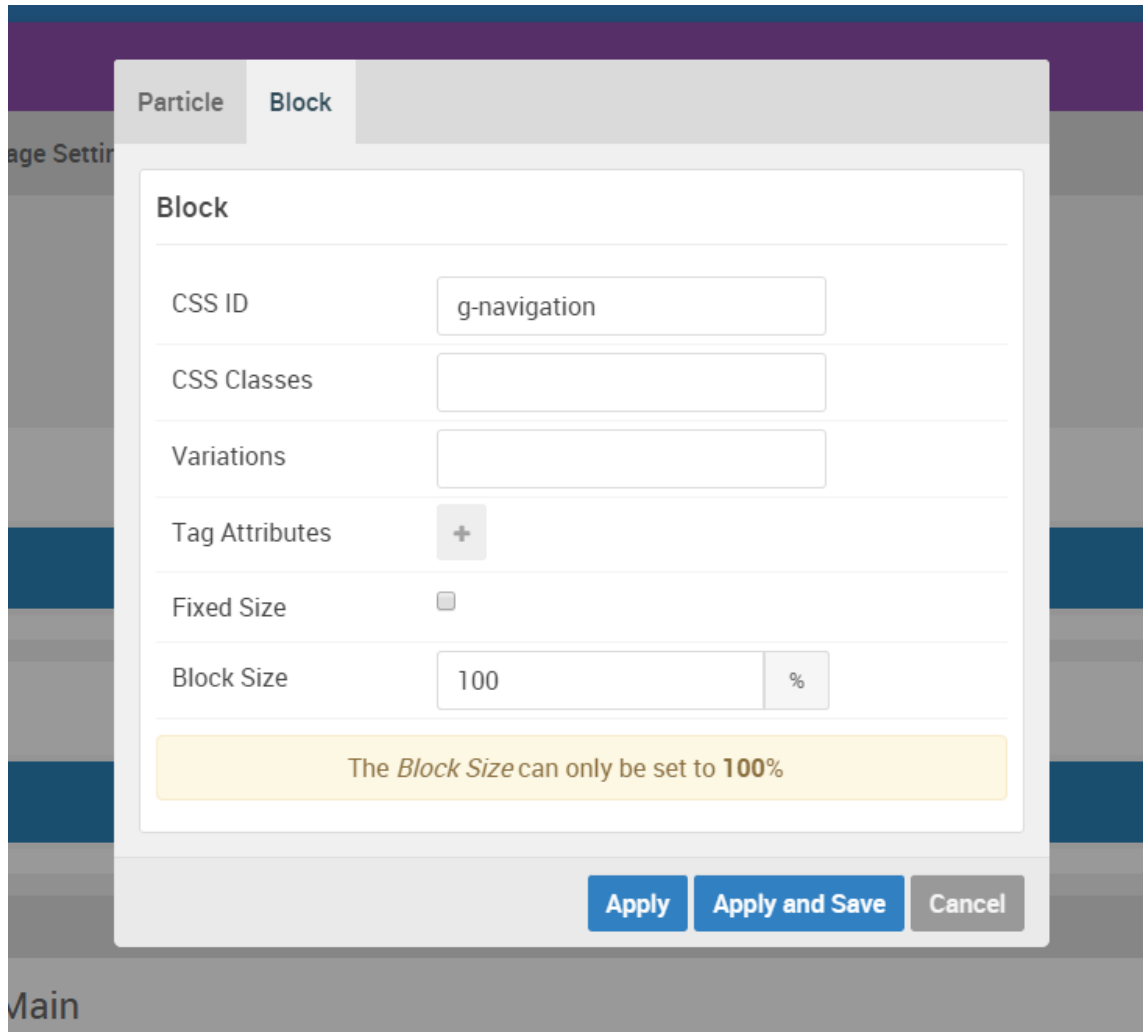 Particle Block
age Settin
Block
CSS ID g-navigation
CSS Classes
Variations
Tag Attributes +
Fixed Size
Block Size 100 %
The Block Size can only be set to 100%
Apply Apply and Save Cancel
Main